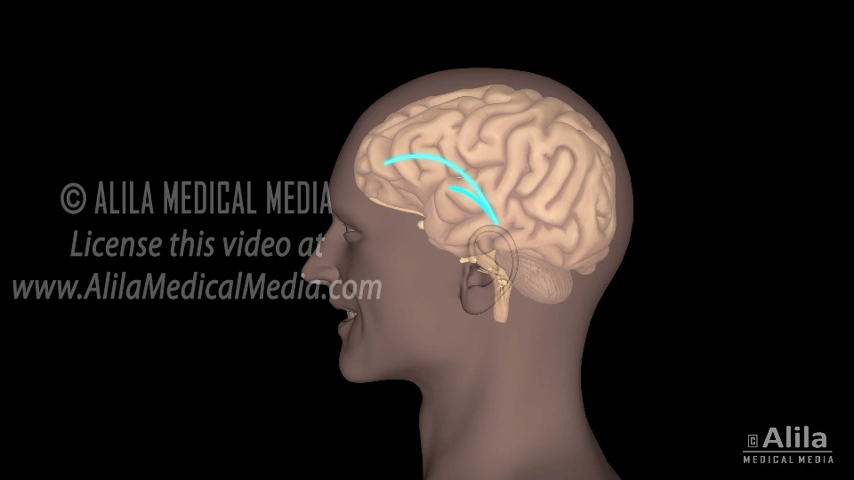 © ALILA MEDICAL MEDIA
License this video at
www.AlilaMedicalMedia.com
© Alila
MEDICAL MEDIA